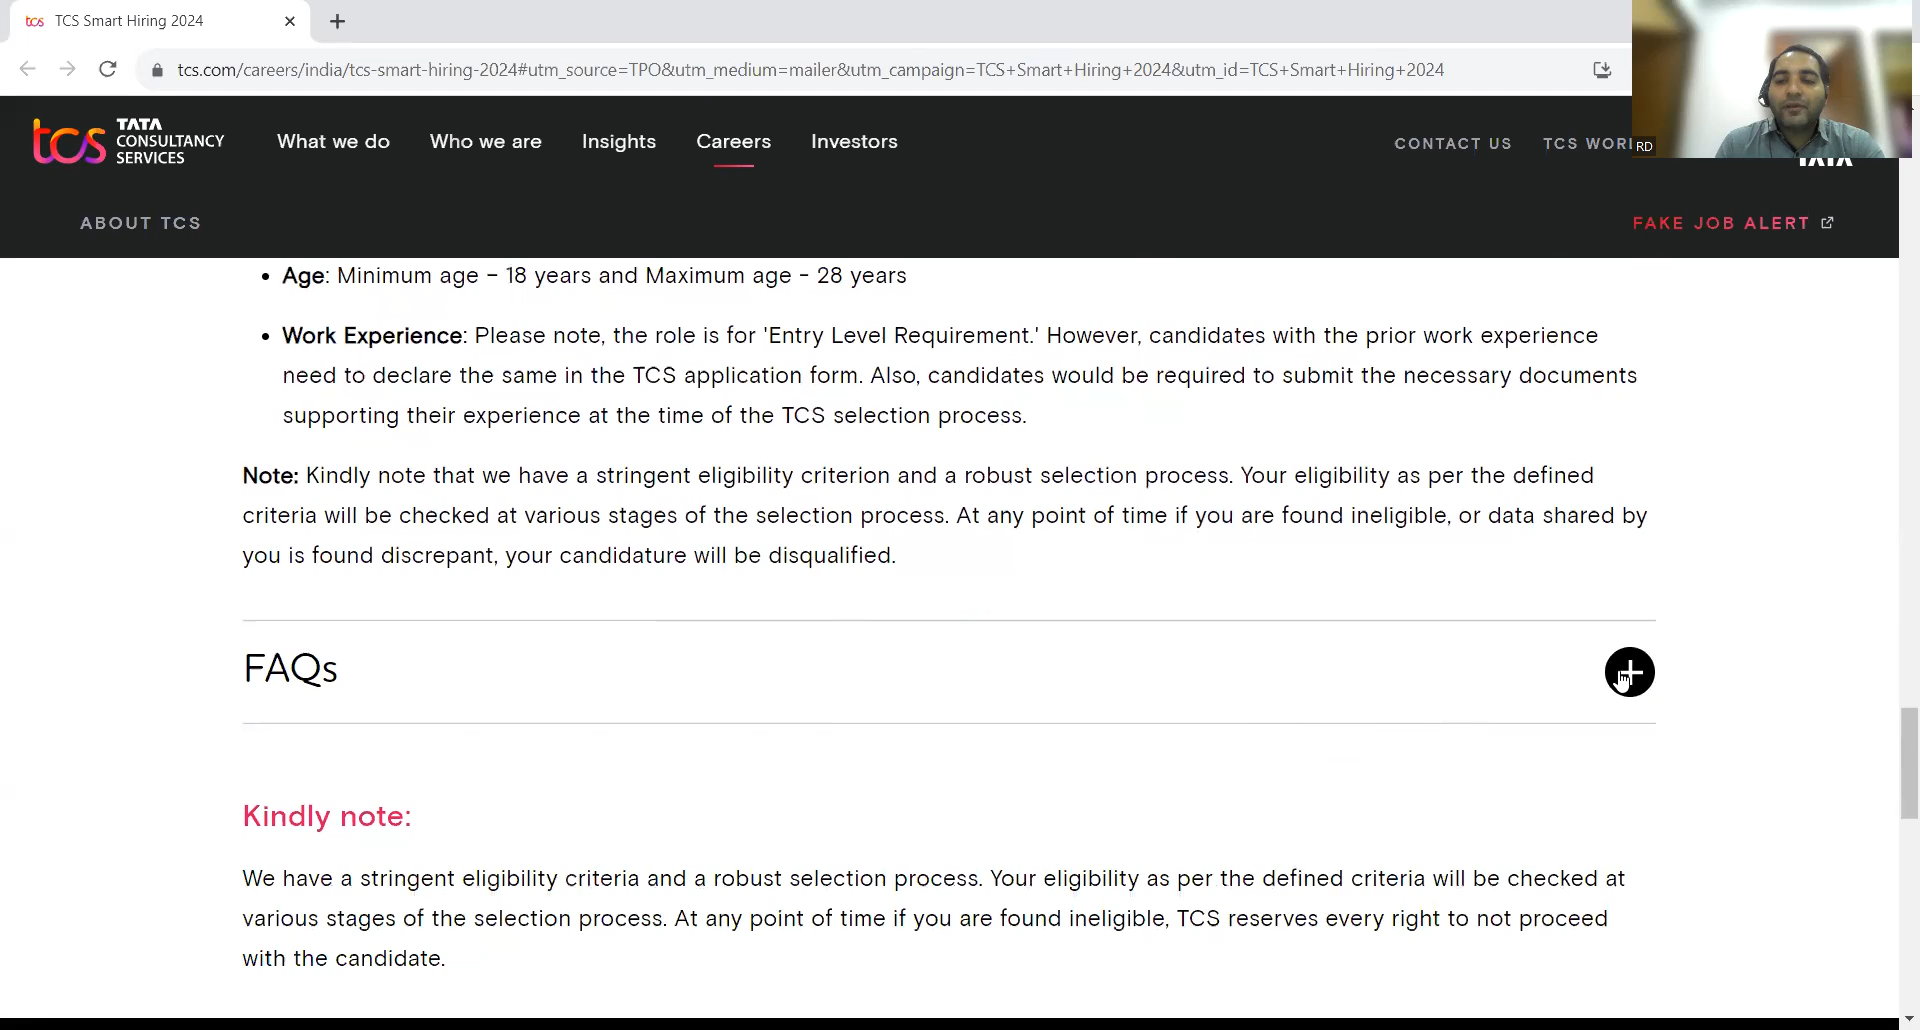 tcs TCS Smart Hiring 2024
tcs.com/careers/india/tcs-smart-hiring-2024#utm_source=TPO&utm_medium=mailer&utm_campaign=TCS+Smart+Hiring+2024&utm_id=TCS+Smart+Hiring+2024
tcs TATA CONSULTANCY SERVICES
What we do Who we are Insights Careers Investors
CONTACT US TCS
RD
TATA
ABOUT TCS
FAKE JOB ALERT
• Age: Minimum age – 18 years and Maximum age - 28 years
• Work Experience: Please note, the role is for 'Entry Level Requirement.' However, candidates with the prior work experience
need to declare the same in the TCS application form. Also, candidates would be required to submit the necessary documents
supporting their experience at the time of the TCS selection process.
Note: Kindly note that we have a stringent eligibility criterion and a robust selection process. Your eligibility as per the defined
criteria will be checked at various stages of the selection process. At any point of time if you are found ineligible, or data shared by
you is found discrepant, your candidature will be disqualified.
FAQs
Kindly note:
We have a stringent eligibility criteria and a robust selection process. Your eligibility as per the defined criteria will be checked at
various stages of the selection process. At any point of time if you are found ineligible, TCS reserves every right to not proceed
with the candidate.